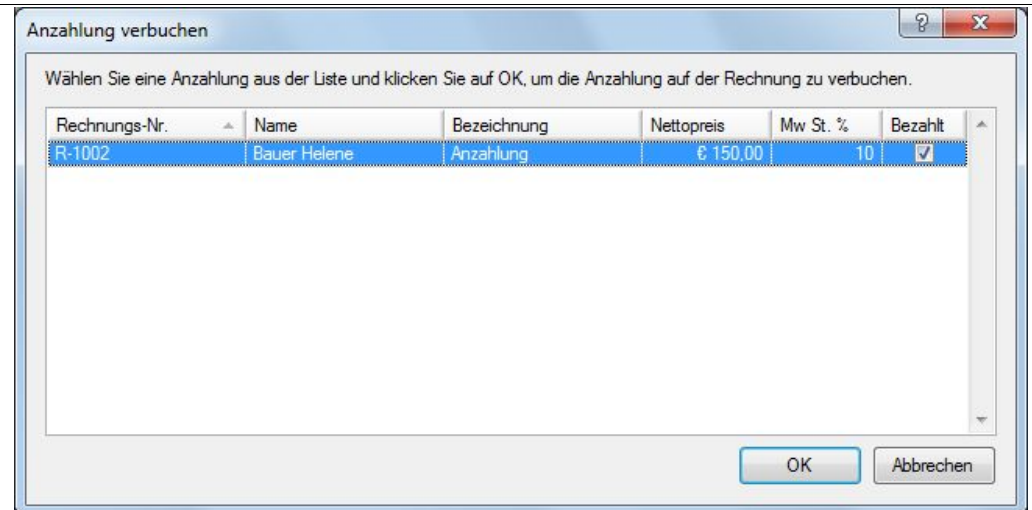 Anzahlung verbuchen
Wählen Sie eine Anzahlung aus der Liste und klicken Sie auf OK, um die Anzahlung auf der Rechnung zu verbuchen.
Rechnungs-Nr. Name Bezeichnung Nettopreis Mw St. % Bezahlt
R-1002 Bauer Helene Anzahlung € 150,00 10
OK Abbrechen